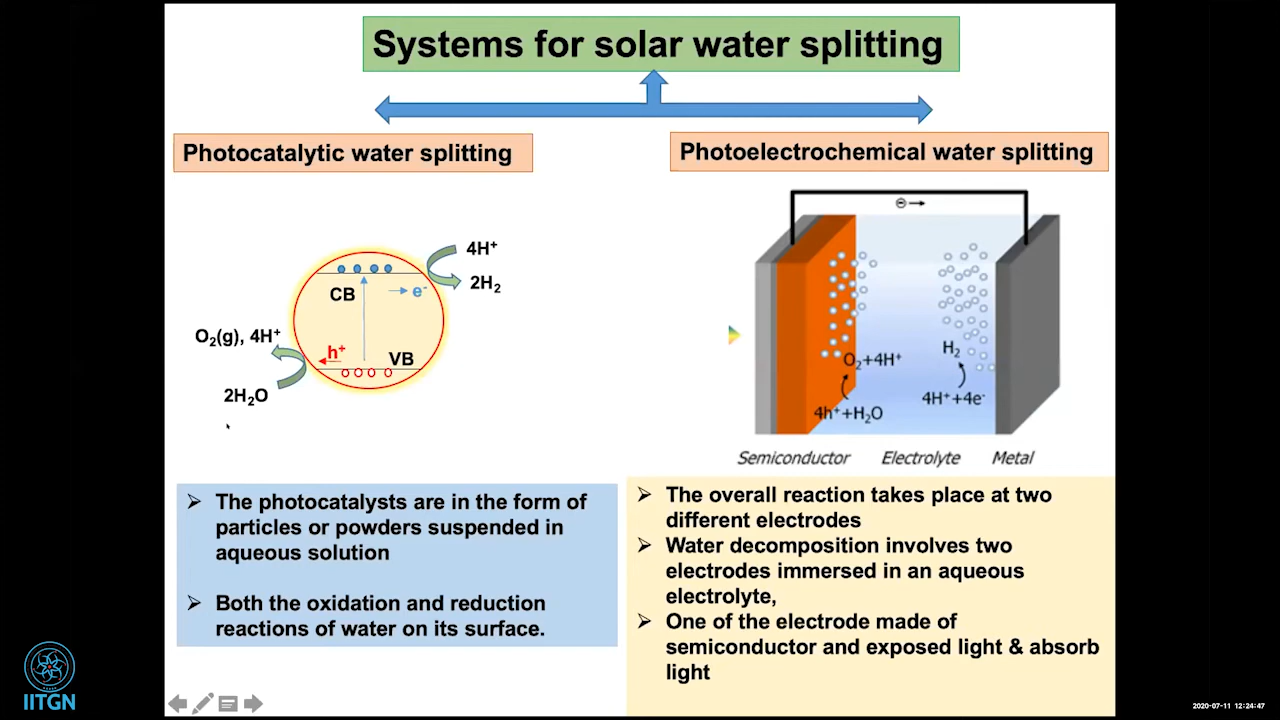 Systems for solar water splitting
Photocatalytic water splitting
Photoelectrochemical water splitting
4H⁺
2H₂
CB
e⁻
O₂(g), 4H⁺
h⁺
VB
2H₂O
⊖→
O₂+4H⁺
4h⁺+H₂O
H₂
4H⁺+4e⁻
Semiconductor
Electrolyte
Metal
➢ The photocatalysts are in the form of
particles or powders suspended in
aqueous solution
➢ Both the oxidation and reduction
reactions of water on its surface.
➢ The overall reaction takes place at two
different electrodes
➢ Water decomposition involves two
electrodes immersed in an aqueous
electrolyte,
➢ One of the electrode made of
semiconductor and exposed light & absorb
light
IITGN
2020-07-11 12:24:47